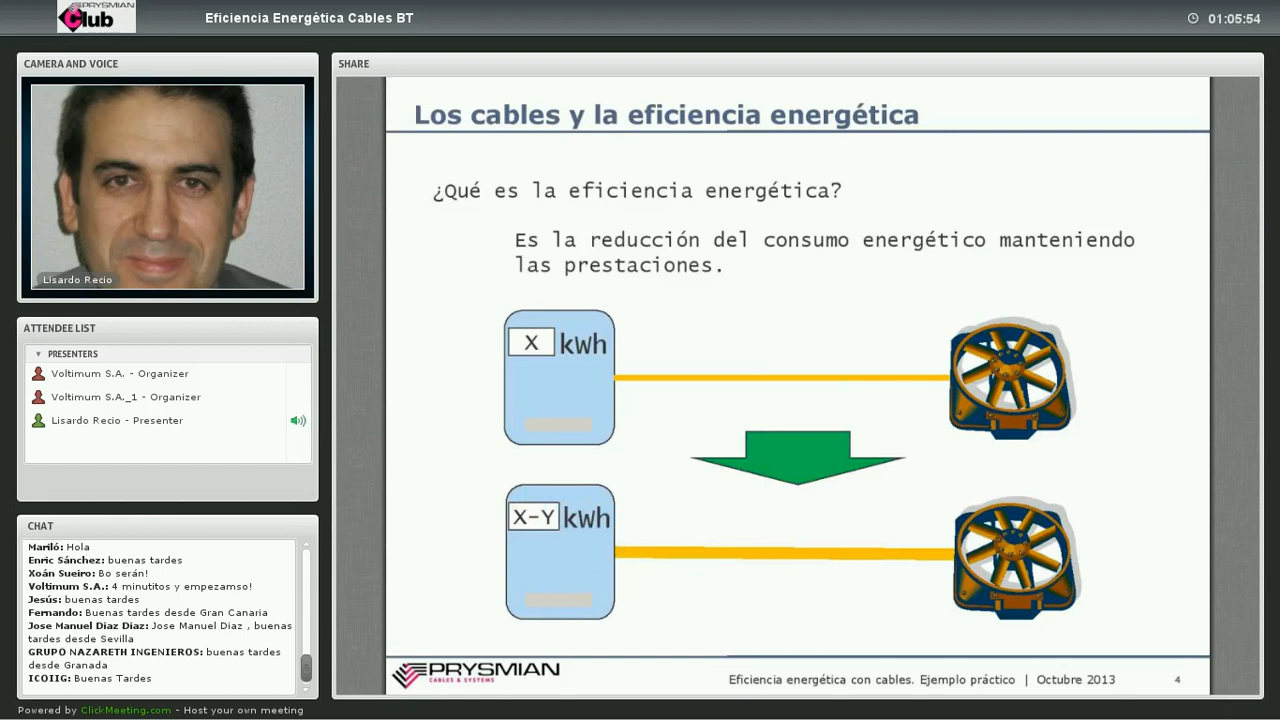 PRYSMIAN
Club
Eficiencia Energética Cables BT
01:05:54
CAMERA AND VOICE
Lisardo Recio
ATTENDEE LIST
PRESENTERS
Voltimum S.A. - Organizer
Voltimum S.A._1 - Organizer
Lisardo Recio - Presenter
CHAT
Mariló: Hola
Enric Sánchez: buenas tardes
Xoán Sueiro: Bo serán!
Voltimum S.A.: 4 minutitos y empezamso!
Jesús: buenas tardes
Fernando: Buenas tardes desde Gran Canaria
Jose Manuel Diaz Diaz: Jose Manuel Diaz , buenas
tardes desde Sevilla
GRUPO NAZARETH INGENIEROS: buenas tardes
desde Granada
ICOIIG: Buenas Tardes
Powered by ClickMeeting.com - Host your own meeting
SHARE
Los cables y la eficiencia energética
¿Qué es la eficiencia energética?
Es la reducción del consumo energético manteniendo
las prestaciones.
X kWh
X-Y kWh
PRYSMIAN
CABLES & SYSTEMS
Eficiencia energética con cables. Ejemplo práctico | Octubre 2013 4